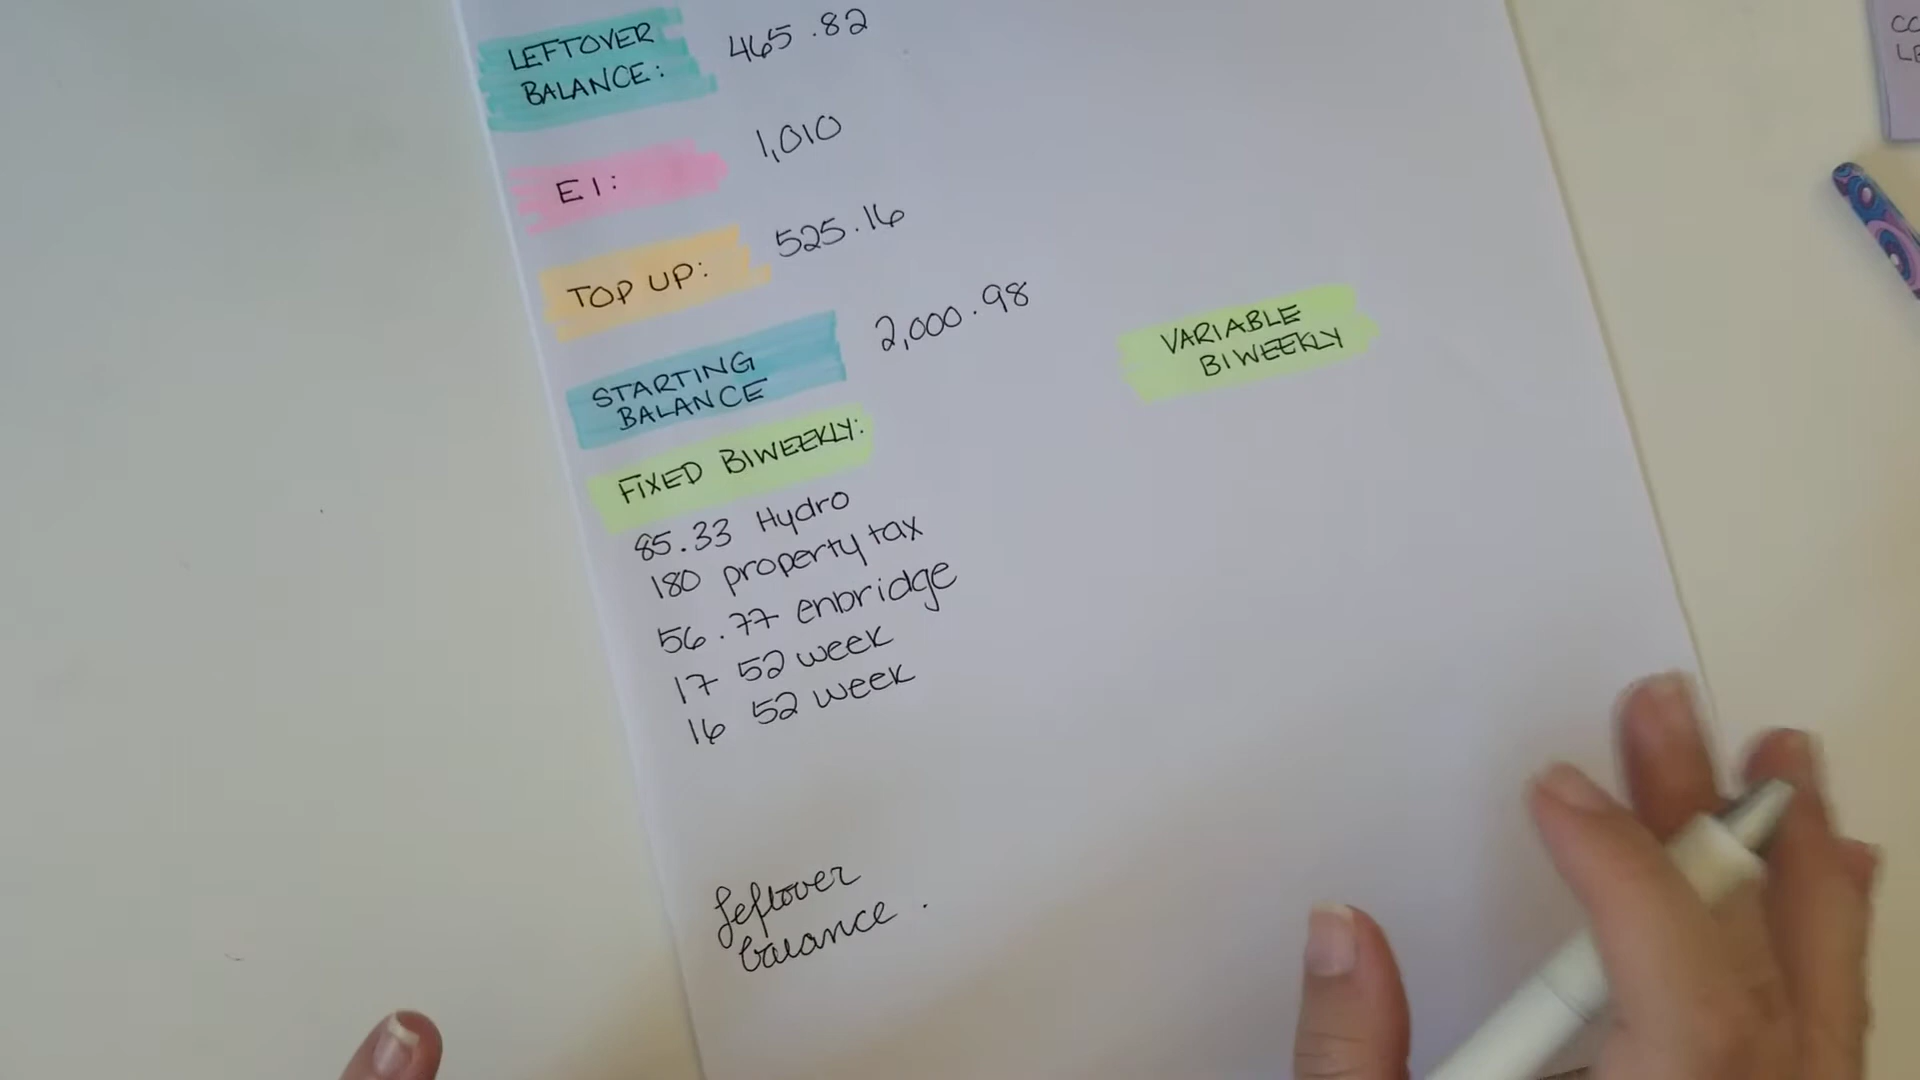 LEFTOVER
BALANCE:
465.82
EI:
1,010
TOP UP:
525.16
STARTING
BALANCE
2,000.98
FIXED BIWEEKLY:
85.33 Hydro
180 property tax
56.77 enbridge
17 52 week
16 52 week
leftover
balance .
VARIABLE
BIWEEKLY